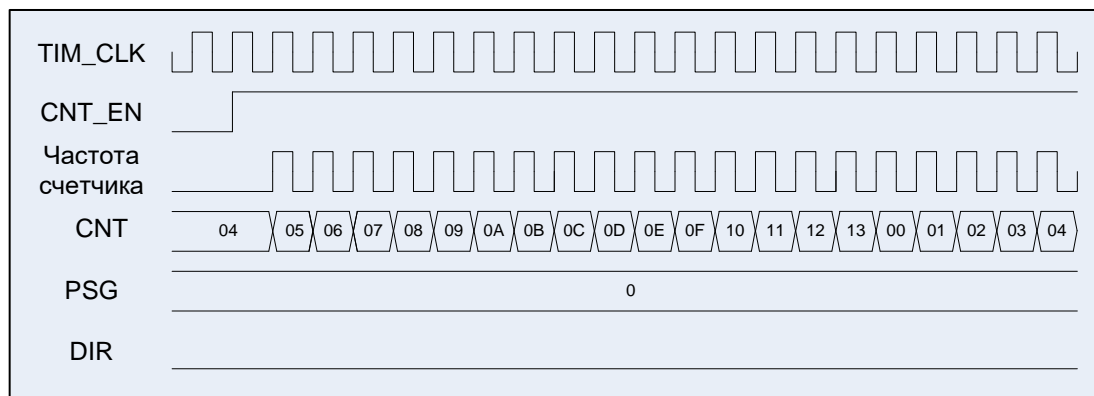 TIM_CLK
CNT_EN
Частота
счетчика
CNT 04 05 06 07 08 09 0A 0B 0C 0D 0E 0F 10 11 12 13 00 01 02 03 04
PSG 0
DIR